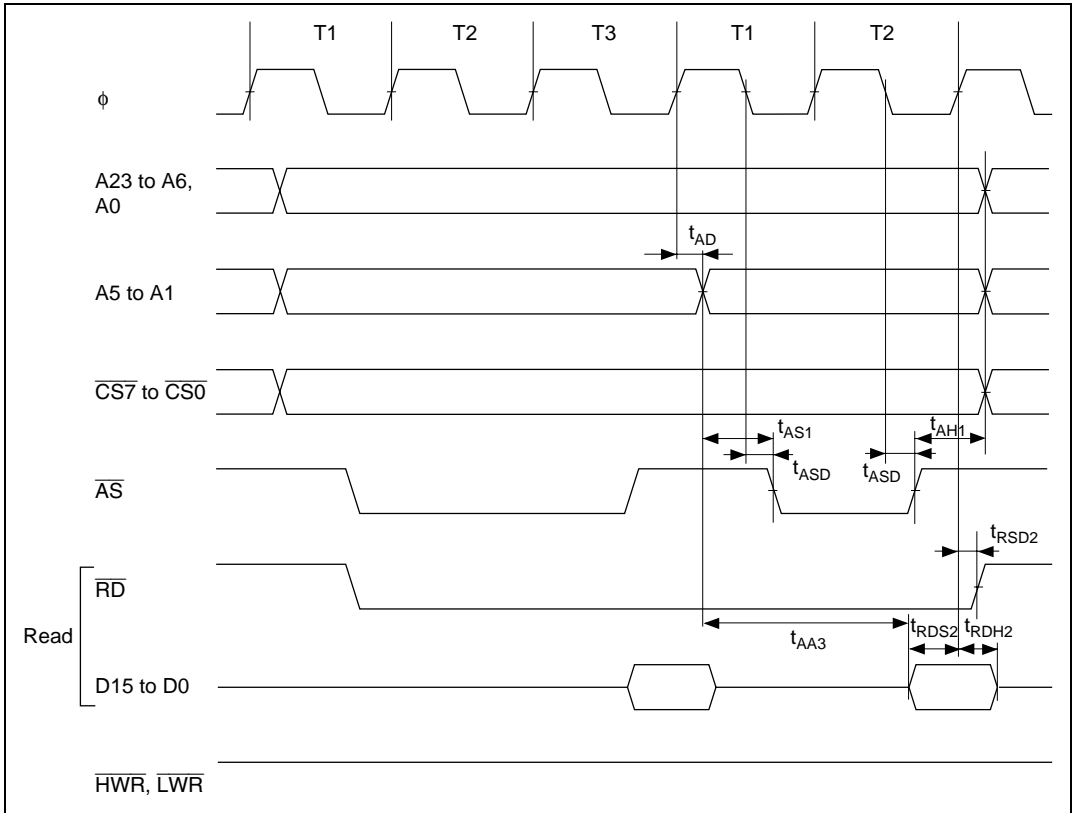 T1 T2 T3 T1 T2
ϕ
A23 to A6,
A0
tAD
A5 to A1
CS7 to CS0
tAS1 tAH1
tASD tASD
AS
tRSD2
RD
Read
tAA3 tRDS2 tRDH2
D15 to D0
HWR, LWR